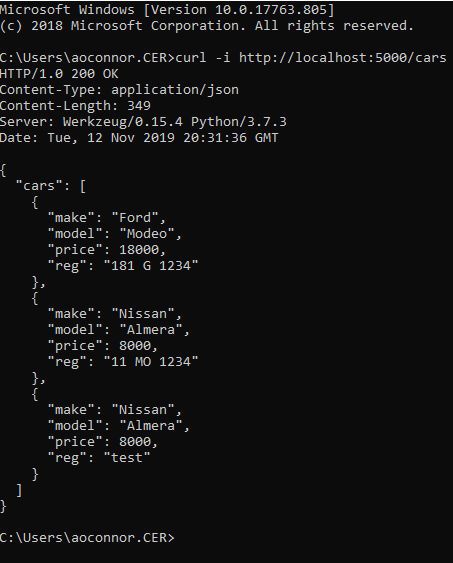 Microsoft Windows [Version 10.0.17763.805]
(c) 2018 Microsoft Corporation. All rights reserved.
C:\Users\aoconnor.CER>curl -i http://localhost:5000/cars
HTTP/1.0 200 OK
Content-Type: application/json
Content-Length: 349
Server: Werkzeug/0.15.4 Python/3.7.3
Date: Tue, 12 Nov 2019 20:31:36 GMT
{
  "cars": [
    {
      "make": "Ford",
      "model": "Modeo",
      "price": 18000,
      "reg": "181 G 1234"
    },
    {
      "make": "Nissan",
      "model": "Almera",
      "price": 8000,
      "reg": "11 MO 1234"
    },
    {
      "make": "Nissan",
      "model": "Almera",
      "price": 8000,
      "reg": "test"
    }
  ]
}
C:\Users\aoconnor.CER>